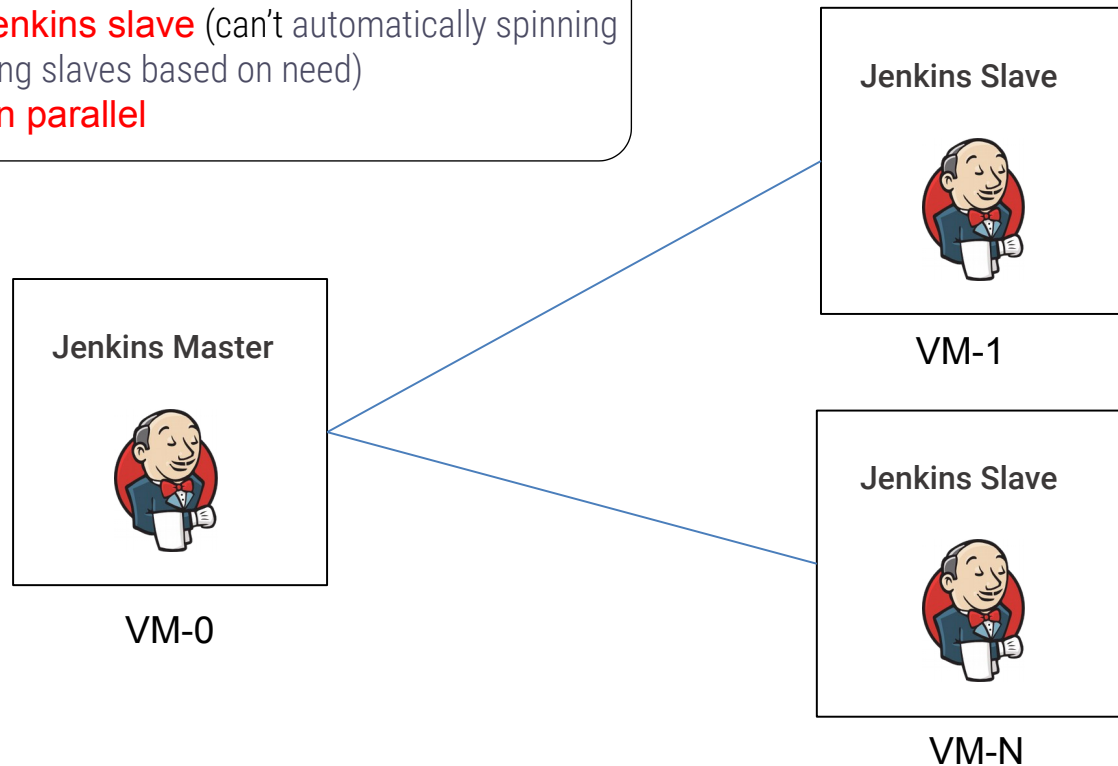 enkins slave (can't automatically spinning
ng slaves based on need)
n parallel
Jenkins Slave
VM-1
Jenkins Master
VM-0
Jenkins Slave
VM-N